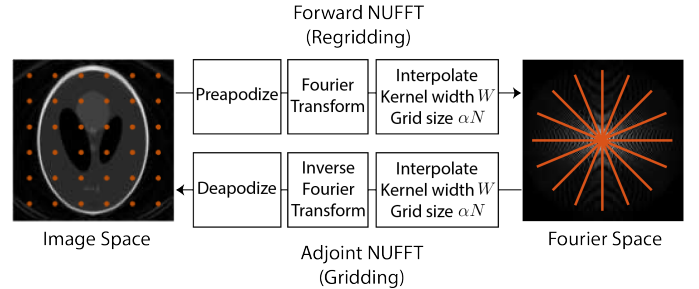 Forward NUFFT
(Regridding)
Preapodize
Fourier
Transform
Interpolate
Kernel width W
Grid size αN
Deapodize
Inverse
Fourier
Transform
Interpolate
Kernel width W
Grid size αN
Image Space
Adjoint NUFFT
(Gridding)
Fourier Space